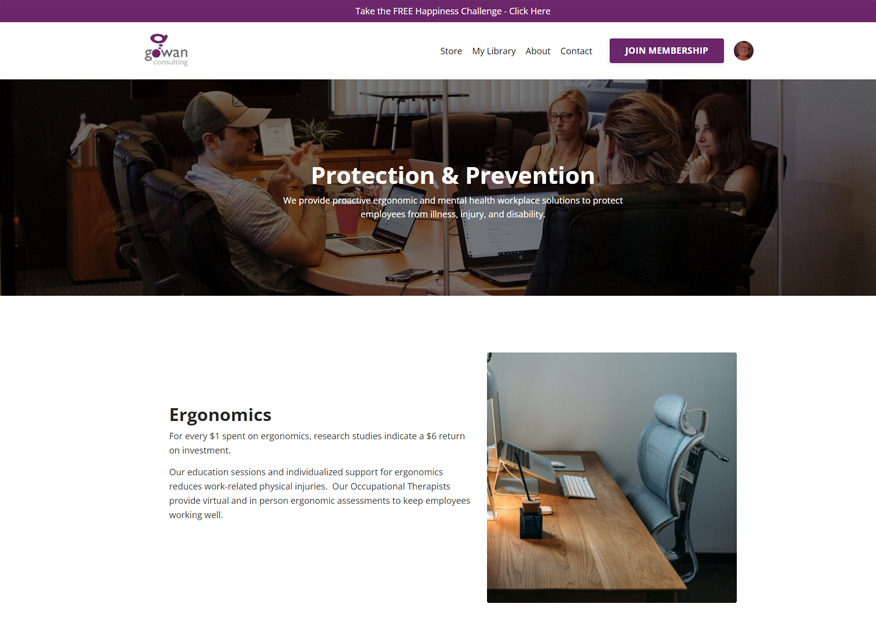 Take the FREE Happiness Challenge - Click Here
gowan
consulting
Store My Library About Contact JOIN MEMBERSHIP
Protection & Prevention
We provide proactive ergonomic and mental health workplace solutions to protect
employees from illness, injury, and disability.
Ergonomics
For every $1 spent on ergonomics, research studies indicate a $6 return
on investment.
Our education sessions and individualized support for ergonomics
reduces work-related physical injuries.  Our Occupational Therapists
provide virtual and in person ergonomic assessments to keep employees
working well.